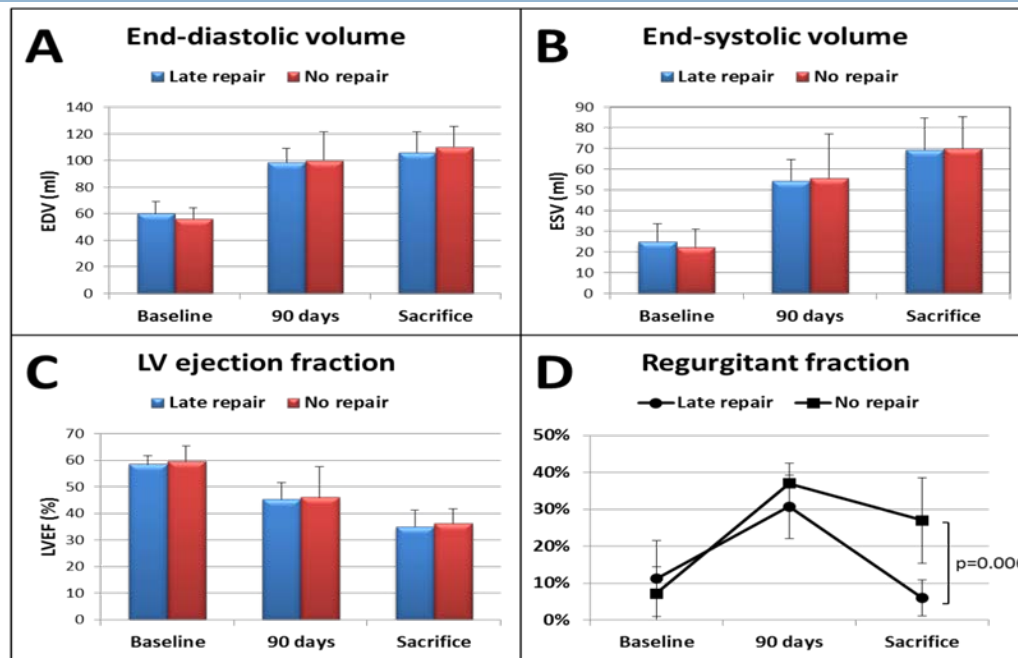 A
End-diastolic volume
Late repair No repair
EDV (ml)
140
120
100
80
60
40
20
0
Baseline 90 days Sacrifice
B
End-systolic volume
Late repair No repair
ESV (ml)
90
80
70
60
50
40
30
20
10
0
Baseline 90 days Sacrifice
C
LV ejection fraction
Late repair No repair
LVEF (%)
70
60
50
40
30
20
10
0
Baseline 90 days Sacrifice
D
Regurgitant fraction
Late repair No repair
50%
40%
30%
20%
10%
0%
p=0.006
Baseline 90 days Sacrifice